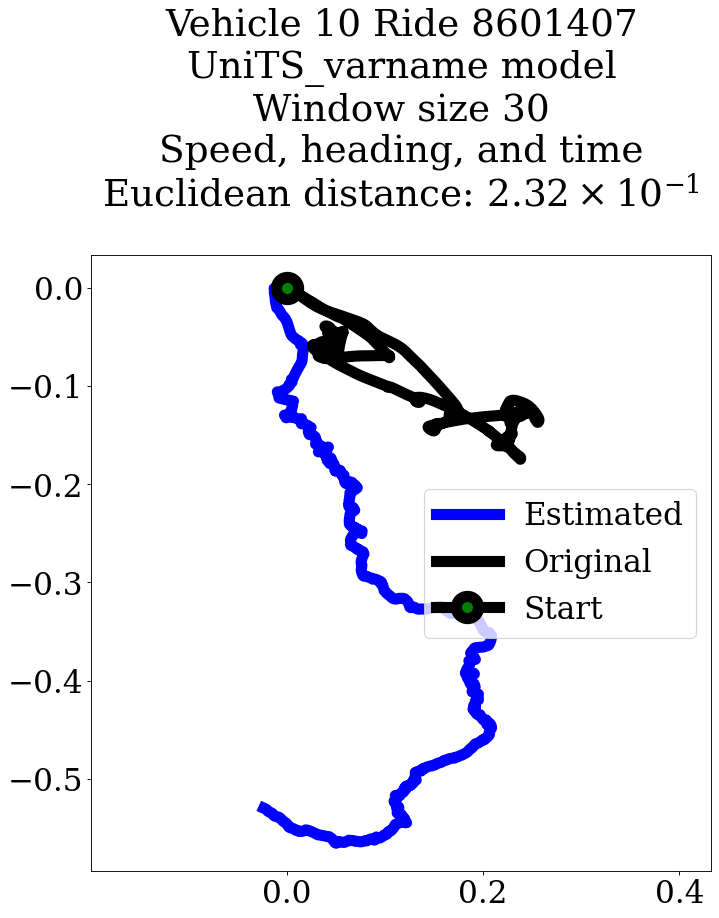 Vehicle 10 Ride 8601407
UniTS_varname model
Window size 30
Speed, heading, and time
Euclidean distance: 2.32 × 10⁻¹
0.0
−0.1
−0.2
−0.3
−0.4
−0.5
Estimated
Original
Start
0.0 0.2 0.4